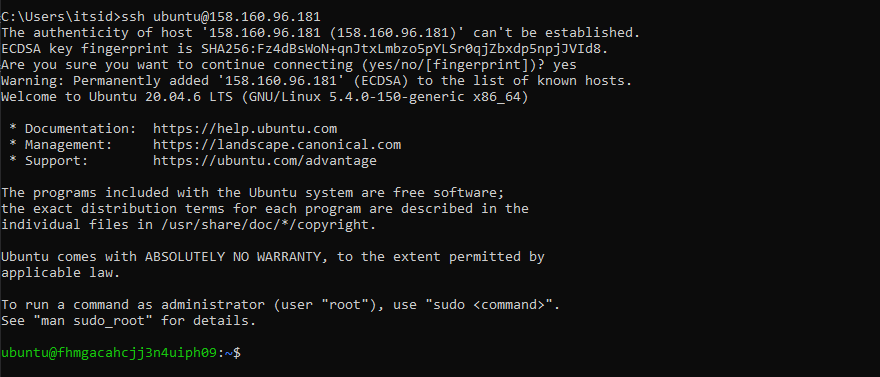 C:\Users\itsid>ssh ubuntu@158.160.96.181
The authenticity of host '158.160.96.181 (158.160.96.181)' can't be established.
ECDSA key fingerprint is SHA256:Fz4dBsWoN+qnJtxLmbzo5pYLSr0qjZbxdp5npjJVId8.
Are you sure you want to continue connecting (yes/no/[fingerprint])? yes
Warning: Permanently added '158.160.96.181' (ECDSA) to the list of known hosts.
Welcome to Ubuntu 20.04.6 LTS (GNU/Linux 5.4.0-150-generic x86_64)

 * Documentation:  https://help.ubuntu.com
 * Management:     https://landscape.canonical.com
 * Support:        https://ubuntu.com/advantage

The programs included with the Ubuntu system are free software;
the exact distribution terms for each program are described in the
individual files in /usr/share/doc/*/copyright.

Ubuntu comes with ABSOLUTELY NO WARRANTY, to the extent permitted by
applicable law.

To run a command as administrator (user "root"), use "sudo <command>".
See "man sudo_root" for details.

ubuntu@fhmgacahcjj3n4uiph09:~$